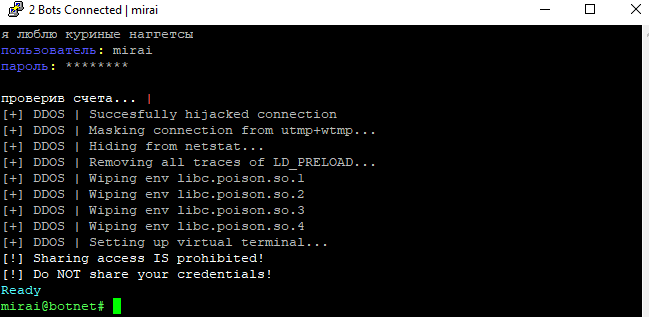 2 Bots Connected | mirai
я люблю куриные наггетсы
пользователь: mirai
пароль: ********
проверив счета... |
[+] DDOS | Succesfully hijacked connection
[+] DDOS | Masking connection from utmp+wtmp...
[+] DDOS | Hiding from netstat...
[+] DDOS | Removing all traces of LD_PRELOAD...
[+] DDOS | Wiping env libc.poison.so.1
[+] DDOS | Wiping env libc.poison.so.2
[+] DDOS | Wiping env libc.poison.so.3
[+] DDOS | Wiping env libc.poison.so.4
[+] DDOS | Setting up virtual terminal...
[!] Sharing access IS prohibited!
[!] Do NOT share your credentials!
Ready
mirai@botnet#